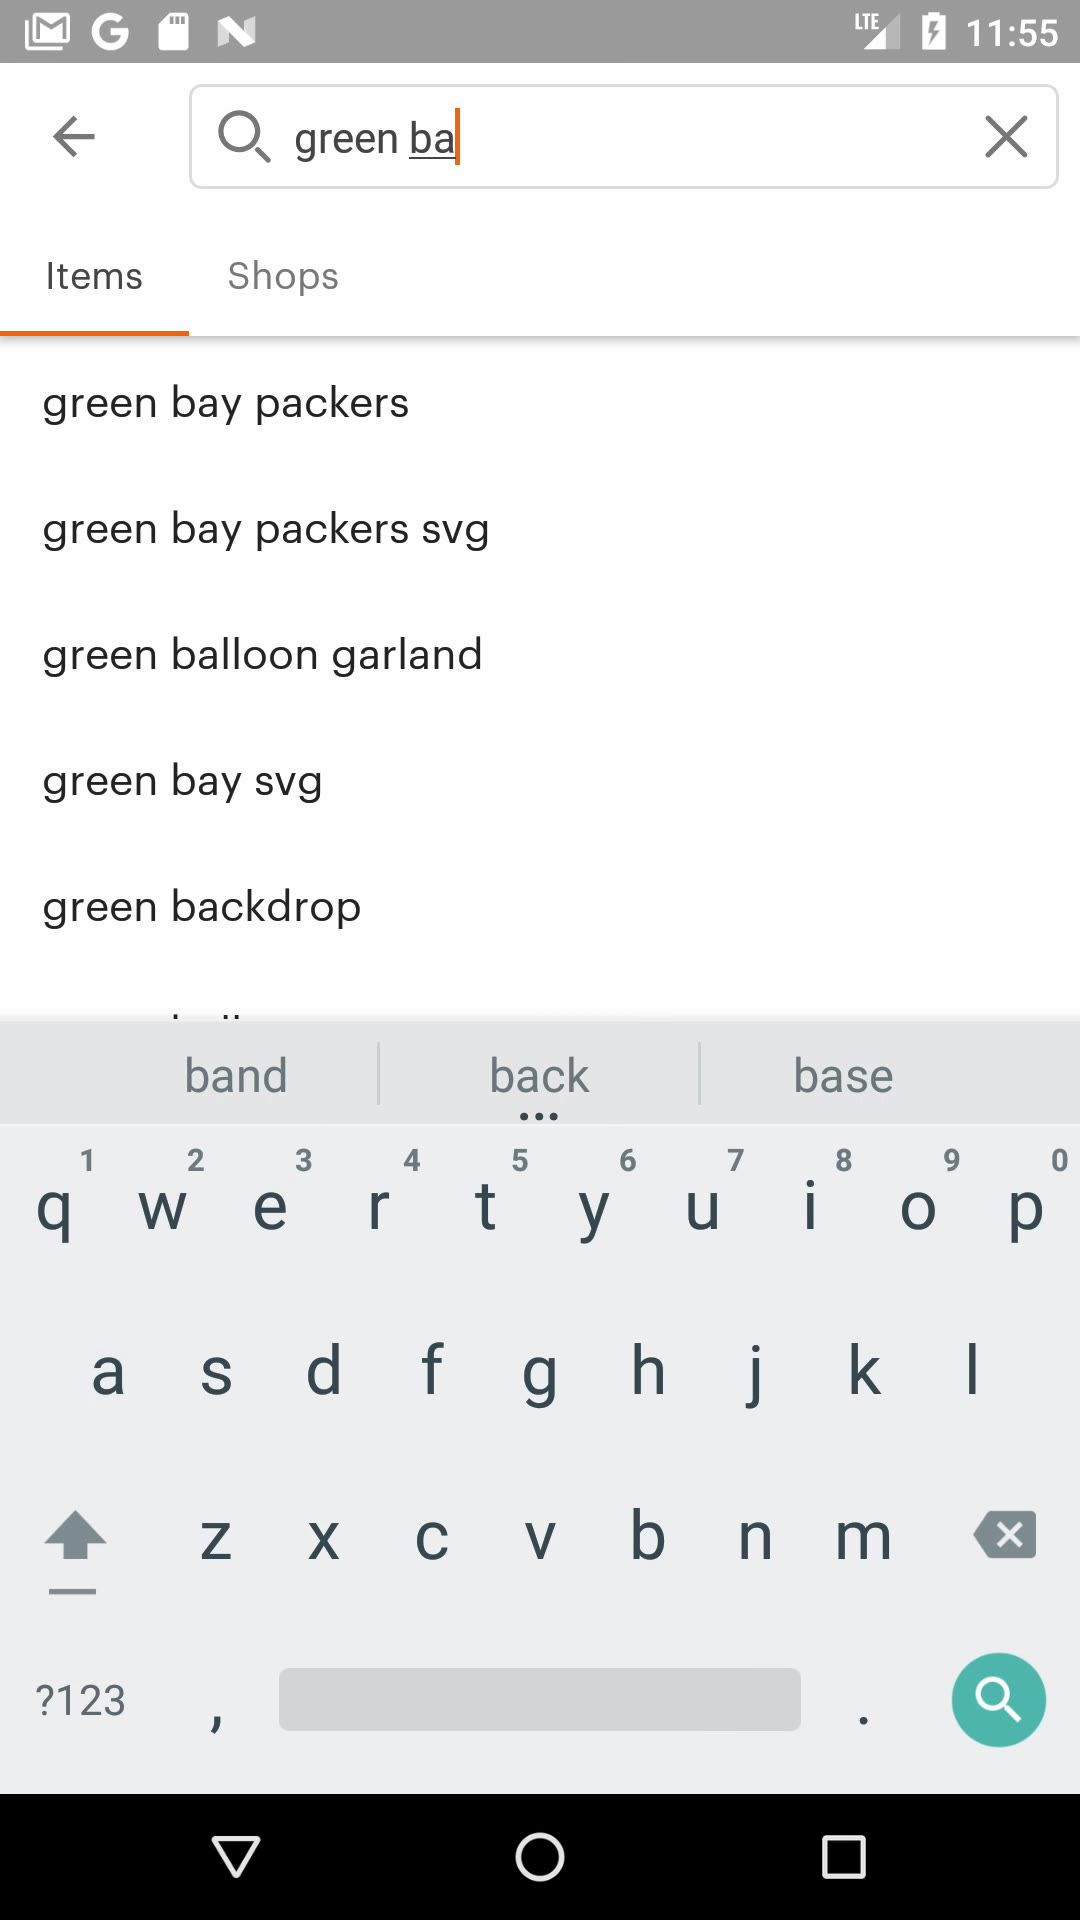 LTE 11:55
green ba
Items Shops
green bay packers
green bay packers svg
green balloon garland
green bay svg
green backdrop
band back base
1 2 3 4 5 6 7 8 9 0
q w e r t y u i o p
a s d f g h j k l
z x c v b n m
?123 , .